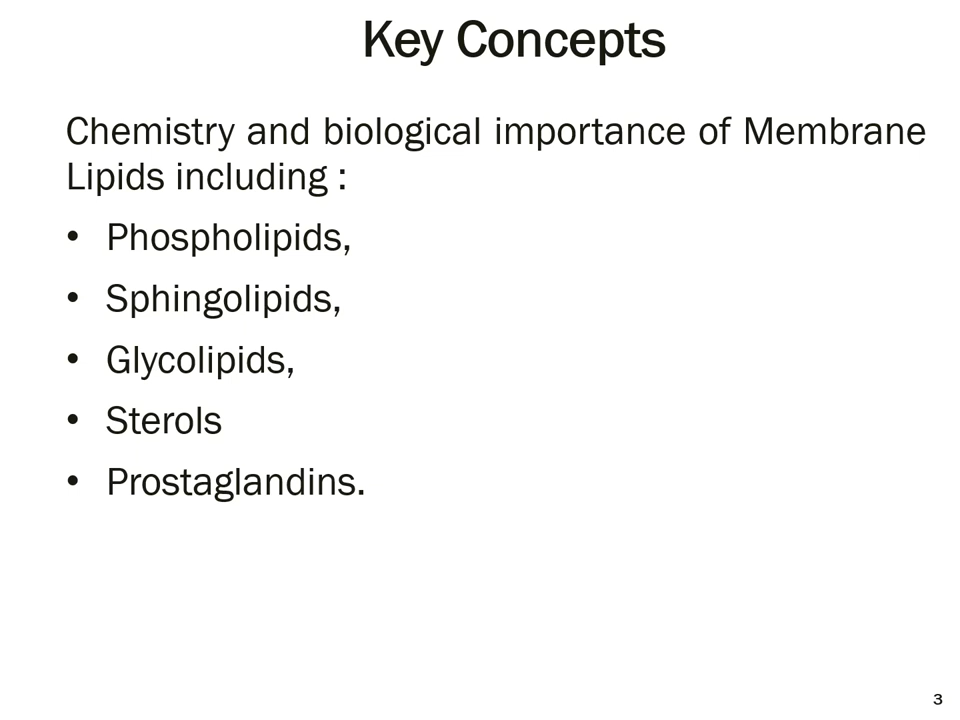 Key Concepts
Chemistry and biological importance of Membrane
Lipids including :
• Phospholipids,
• Sphingolipids,
• Glycolipids,
• Sterols
• Prostaglandins.
3